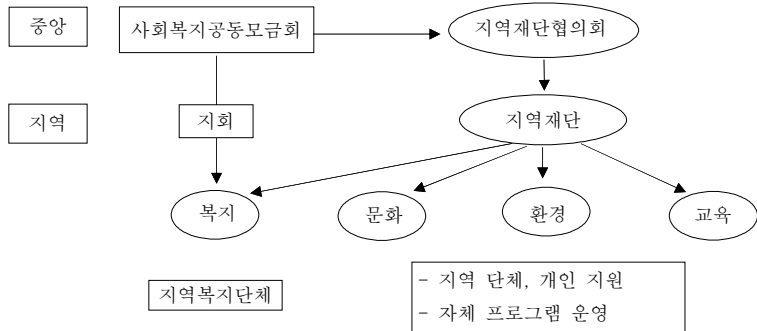 중앙
사회복지공동모금회
지역재단협의회
지역
지회
지역재단
복지
문화
환경
교육
지역복지단체
- 지역 단체, 개인 지원
- 자체 프로그램 운영